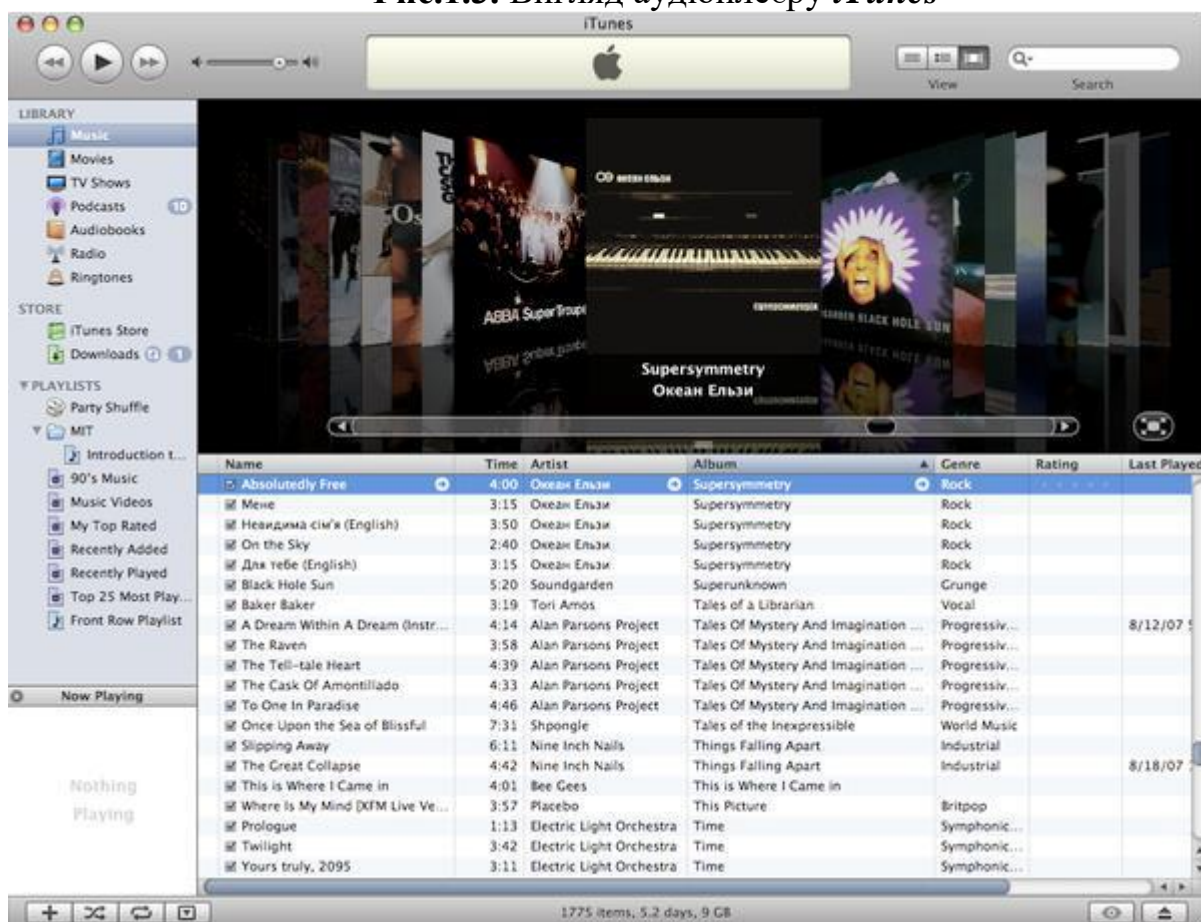 Рис.1.3. Вигляд аудіоплеєру iTunes
iTunes
View
Search
LIBRARY
Music
Movies
TV Shows
Podcasts 10
Audiobooks
Radio
Ringtones
STORE
iTunes Store
Downloads 1
PLAYLISTS
Party Shuffle
MIT
Introduction t...
90's Music
Music Videos
My Top Rated
Recently Added
Recently Played
Top 25 Most Play...
Front Row Playlist
Now Playing
Nothing
Playing
ABBA Super Troupe
BLACK HOLE SUN
Supersymmetry
Океан Ельзи
Name Time Artist Album Genre Rating Last Played
Absolutedly Free 4:00 Океан Ельзи Supersymmetry Rock
Мене 3:15 Океан Ельзи Supersymmetry Rock
Невидима сім'я (English) 3:50 Океан Ельзи Supersymmetry Rock
On the Sky 2:40 Океан Ельзи Supersymmetry Rock
Для тебе (English) 3:15 Океан Ельзи Supersymmetry Rock
Black Hole Sun 5:20 Soundgarden Superunknown Grunge
Baker Baker 3:19 Tori Amos Tales of a Librarian Vocal
A Dream Within A Dream (Instr... 4:14 Alan Parsons Project Tales Of Mystery And Imagination ... Progressiv... 8/12/07
The Raven 3:58 Alan Parsons Project Tales Of Mystery And Imagination ... Progressiv...
The Tell-tale Heart 4:39 Alan Parsons Project Tales Of Mystery And Imagination ... Progressiv...
The Cask Of Amontillado 4:33 Alan Parsons Project Tales Of Mystery And Imagination ... Progressiv...
To One In Paradise 4:46 Alan Parsons Project Tales Of Mystery And Imagination ... Progressiv...
Once Upon the Sea of Blissful 7:31 Shpongle Tales of the Inexpressible World Music
Slipping Away 6:11 Nine Inch Nails Things Falling Apart Industrial
The Great Collapse 4:42 Nine Inch Nails Things Falling Apart Industrial 8/18/07
This is Where I Came in 4:01 Bee Gees This is Where I Came in
Where Is My Mind [XFM Live Ve... 3:57 Placebo This Picture Britpop
Prologue 1:13 Electric Light Orchestra Time Symphonic...
Twilight 3:42 Electric Light Orchestra Time Symphonic...
Yours truly, 2095 3:11 Electric Light Orchestra Time Symphonic...
1775 items, 5.2 days, 9 GB